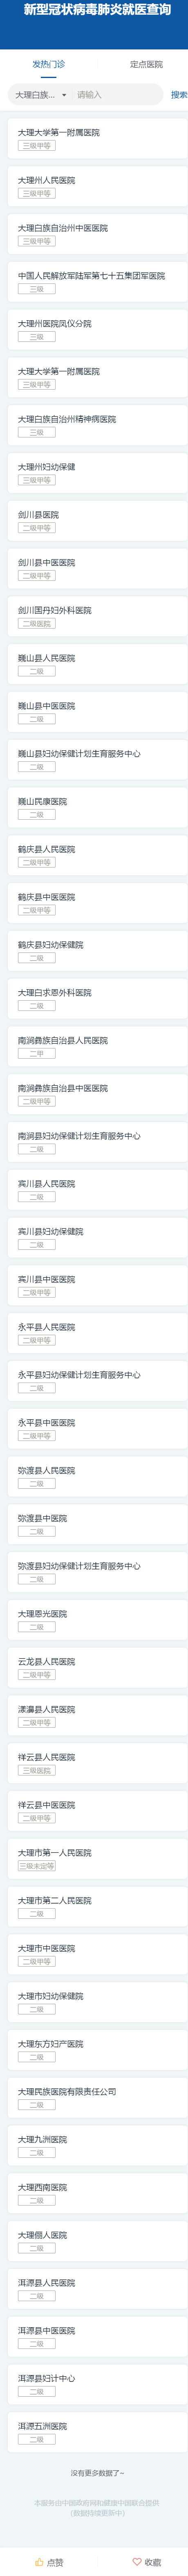 新型冠状病毒肺炎就医查询
发热门诊 定点医院
大理白族... 请输入 搜索
大理大学第一附属医院
三级甲等
大理州人民医院
三级甲等
大理白族自治州中医医院
三级甲等
中国人民解放军陆军第七十五集团军医院
三级
大理州医院凤仪分院
三级
大理大学第一附属医院
三级甲等
大理白族自治州精神病医院
三级
大理州妇幼保健
三级甲等
剑川县医院
二级甲等
剑川县中医医院
二级甲等
剑川国丹妇外科医院
二级医院
巍山县人民医院
二级
巍山县中医医院
二级
巍山县妇幼保健计划生育服务中心
二级
巍山民康医院
二级
鹤庆县人民医院
二级甲等
鹤庆县中医医院
二级甲等
鹤庆县妇幼保健院
二级
大理白求恩外科医院
二级
南涧彝族自治县人民医院
二甲
南涧彝族自治县中医医院
二级甲等
南涧县妇幼保健计划生育服务中心
二级
宾川县人民医院
二级
宾川县妇幼保健院
二级
宾川县中医医院
二级甲等
永平县人民医院
二级甲等
永平县妇幼保健计划生育服务中心
二级
永平县中医医院
二级甲等
弥渡县人民医院
二级
弥渡县中医院
二级
弥渡县妇幼保健计划生育服务中心
二级
大理恩光医院
二级
云龙县人民医院
二级甲等
漾濞县人民医院
二级甲等
祥云县人民医院
三级医院
祥云县中医医院
二级甲等
大理市第一人民医院
三级未定等
大理市第二人民医院
二级
大理市中医医院
二级甲等
大理市妇幼保健院
二级
大理东方妇产医院
二级
大理民族医院有限责任公司
二级
大理九洲医院
二级
大理西南医院
二级
大理俪人医院
二级
洱源县人民医院
二级
洱源县中医医院
二级
洱源县妇计中心
二级
洱源五洲医院
二级
没有更多数据了~
本服务由中国政府网和健康中国联合提供
（数据持续更新中）
点赞 收藏